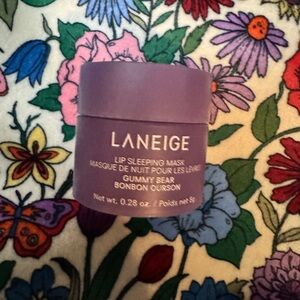 LANEIGE
LIP SLEEPING MASK
MASQUE DE NUIT POUR LES LÈVRES
GUMMY BEAR
BONBON OURSON
Net wt. 0.28 oz. / Poids net 8g